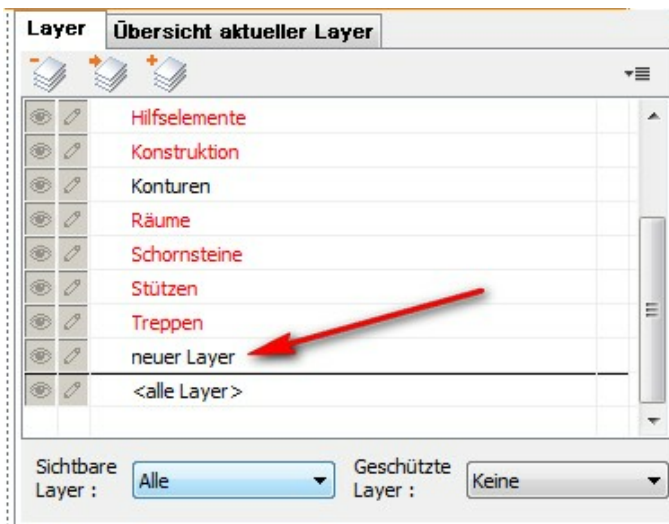 Layer Übersicht aktueller Layer
Hilfselemente
Konstruktion
Konturen
Räume
Schornsteine
Stützen
Treppen
neuer Layer
<alle Layer>
Sichtbare Layer : Alle
Geschützte Layer : Keine